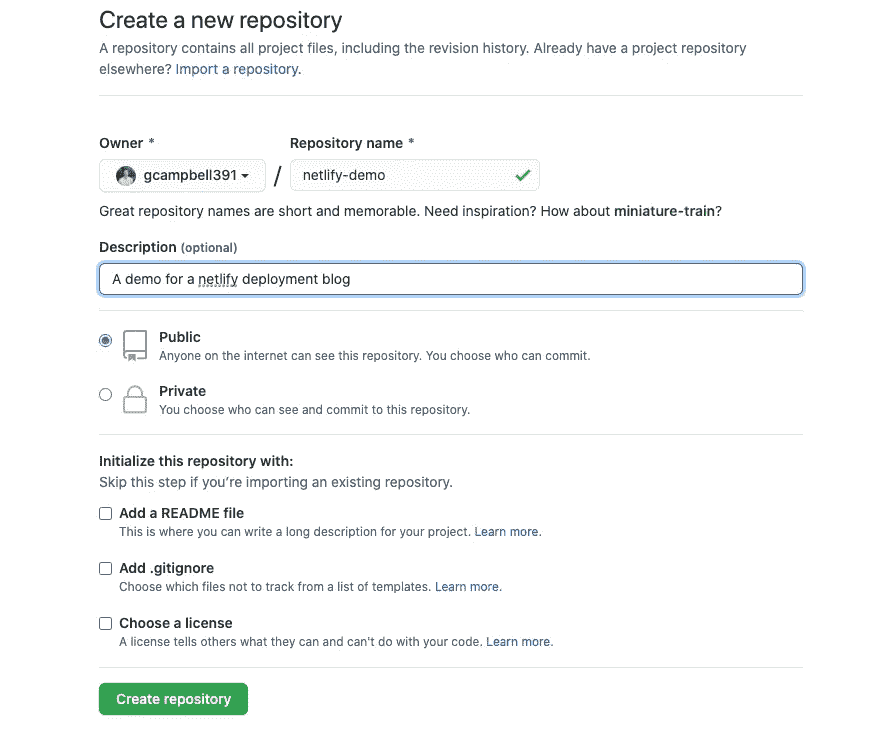 Create a new repository
A repository contains all project files, including the revision history. Already have a project repository
elsewhere? Import a repository.
Owner * Repository name *
gcampbell391 / netlify-demo
Great repository names are short and memorable. Need inspiration? How about miniature-train?
Description (optional)
A demo for a netlify deployment blog
Public
Anyone on the internet can see this repository. You choose who can commit.
Private
You choose who can see and commit to this repository.
Initialize this repository with:
Skip this step if you’re importing an existing repository.
Add a README file
This is where you can write a long description for your project. Learn more.
Add .gitignore
Choose which files not to track from a list of templates. Learn more.
Choose a license
A license tells others what they can and can't do with your code. Learn more.
Create repository